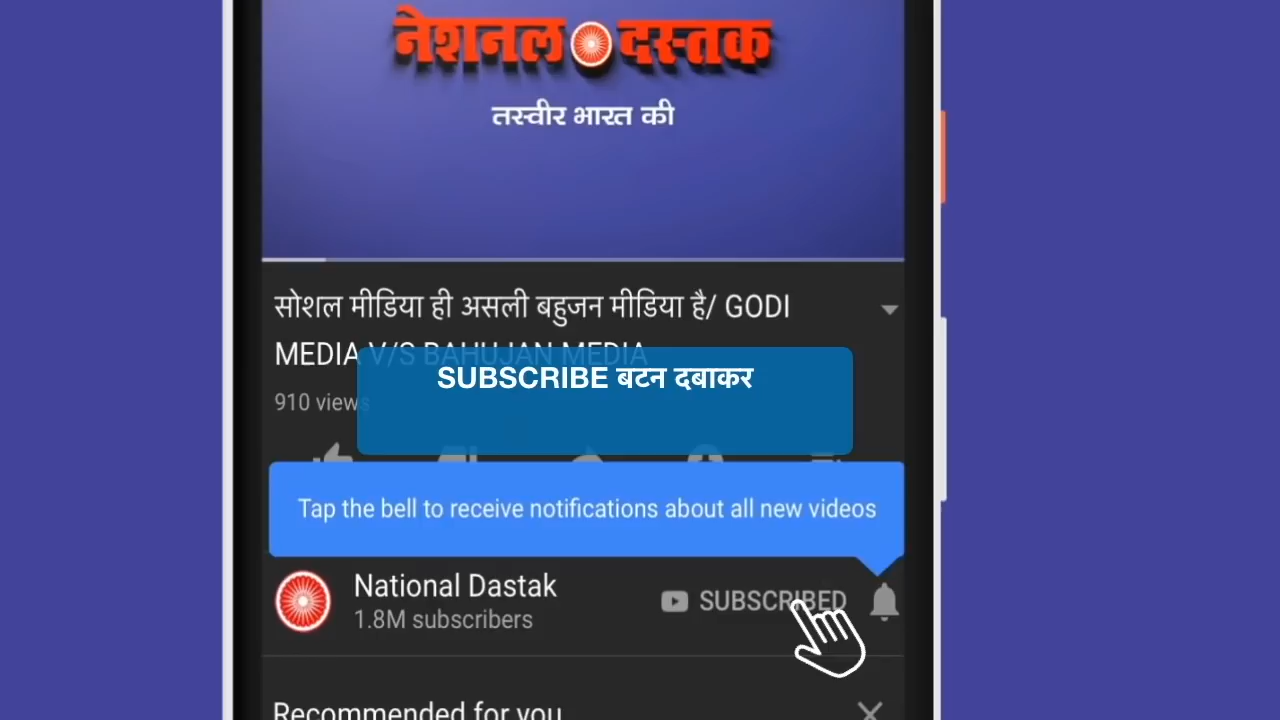 नेशनल दस्तक
तस्वीर भारत की
सोशल मीडिया ही असली बहुजन मीडिया है/ GODI
MEDIA V/S BAHUJAN MEDIA
SUBSCRIBE बटन दबाकर
910 views
Tap the bell to receive notifications about all new videos
National Dastak
SUBSCRIBED
1.8M subscribers
Recommended for you